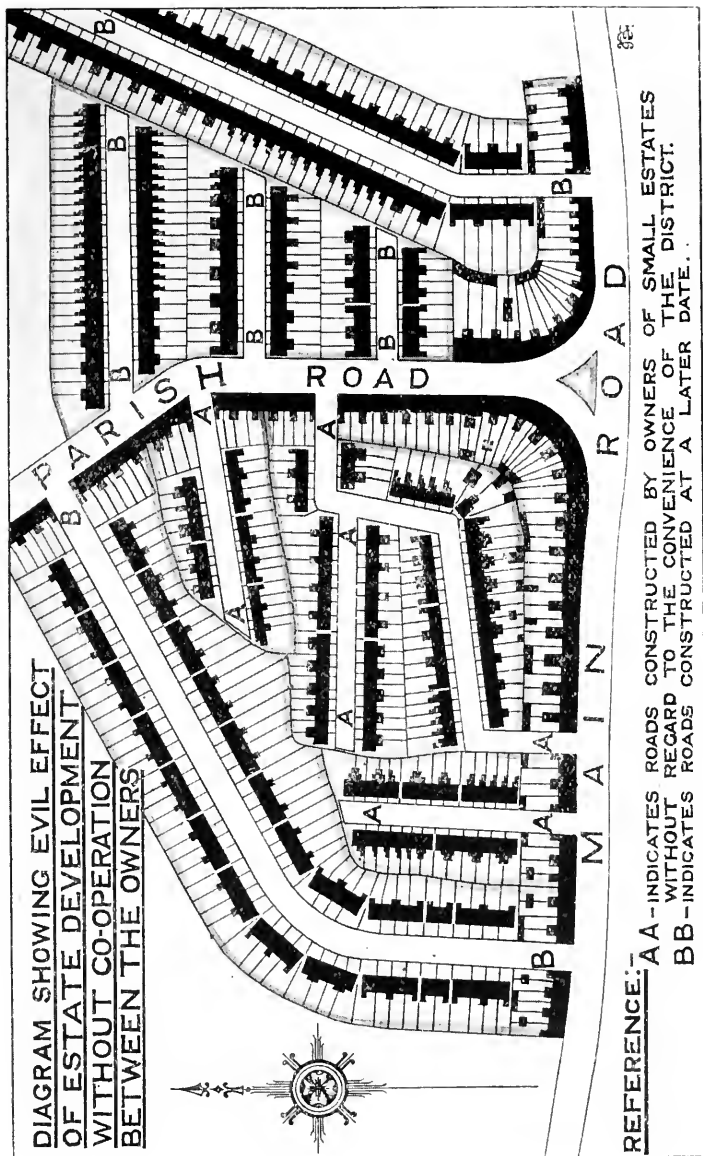 DIAGRAM SHOWING EVIL EFFECT
OF ESTATE DEVELOPMENT
WITHOUT CO-OPERATION
BETWEEN THE OWNERS
PARISH ROAD
MAIN ROAD
B
B
B
B
B
B
B
B
B
B
B
A
A
A
A
A
A
A
A
REFERENCE:-
AA-INDICATES ROADS CONSTRUCTED BY OWNERS OF SMALL ESTATES
WITHOUT REGARD TO THE CONVENIENCE OF THE DISTRICT.
BB-INDICATES ROADS CONSTRUCTED AT A LATER DATE..